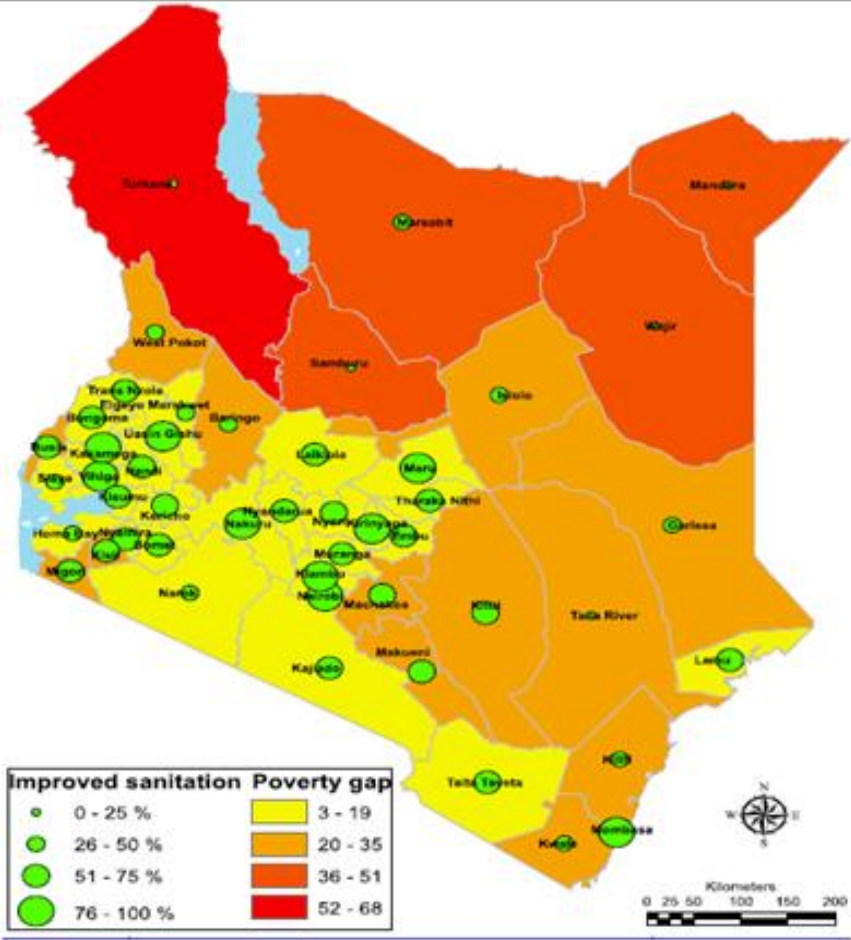 Turkana
Mandera
Marsabit
Wajir
West Pokot
Samburu
Isiolo
Trans Nzoia
Elgeyo Marakwet
Bungoma
Baringo
Uasin Gishu
Busia
Kakamega
Laikipia
Meru
Nandi
Siaya
Vihiga
Kisumu
Tharaka Nithi
Kericho
Nyandarua
Nyeri
Kirinyaga
Nakuru
Embu
Garissa
Homa Bay
Nyamira
Bomet
Kisii
Muranga
Migori
Kiambu
Narok
Nairobi
Machakos
Kitui
Tana River
Makueni
Kajiado
Lamu
Kilifi
Taita Taveta
Mombasa
Kwale
Improved sanitation Poverty gap
0 - 25 % 3 - 19
26 - 50 % 20 - 35
51 - 75 % 36 - 51
76 - 100 % 52 - 68
N
W E
S
Kilometers
0 25 50 100 150 200